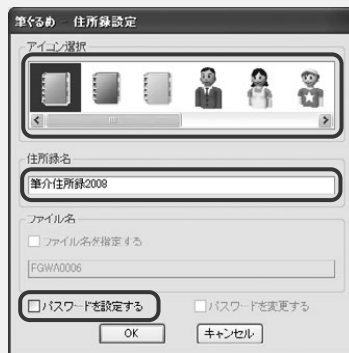 筆ぐるめ - 住所録設定
アイコン選択
住所録名
筆介住所録2008
ファイル名
ファイル名を指定する
FGWA0006
パスワードを設定する
パスワードを変更する
OK
キャンセル